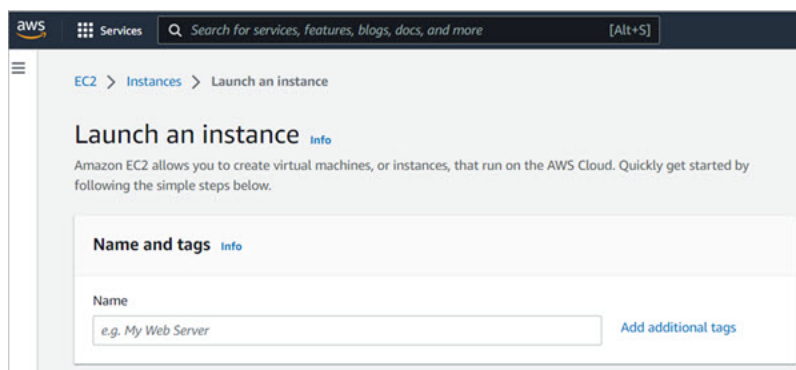 aws Services Search for services, features, blogs, docs, and more [Alt+S]
EC2 > Instances > Launch an instance
Launch an instance Info
Amazon EC2 allows you to create virtual machines, or instances, that run on the AWS Cloud. Quickly get started by
following the simple steps below.
Name and tags Info
Name
e.g. My Web Server Add additional tags